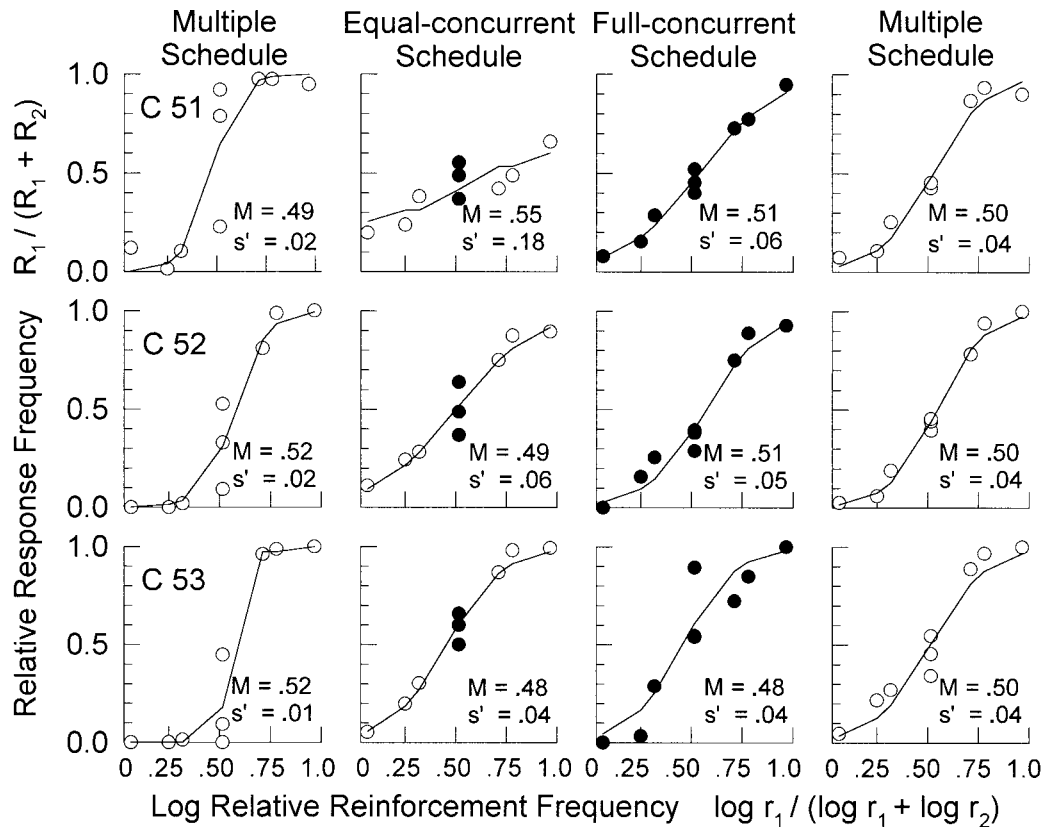 Multiple Schedule
Equal-concurrent Schedule
Full-concurrent Schedule
Multiple Schedule
R1 / (R1 + R2)
Relative Response Frequency
1.0
0.5
0.0
C 51
M = .49
s' = .02
M = .55
s' = .18
M = .51
s' = .06
M = .50
s' = .04
1.0
0.5
0.0
C 52
M = .52
s' = .02
M = .49
s' = .06
M = .51
s' = .05
M = .50
s' = .04
1.0
0.5
0.0
C 53
M = .52
s' = .01
M = .48
s' = .04
M = .48
s' = .04
M = .50
s' = .04
0 .25 .50 .75 1.0
0 .25 .50 .75 1.0
0 .25 .50 .75 1.0
0 .25 .50 .75 1.0
Log Relative Reinforcement Frequency log r1 / (log r1 + log r2)